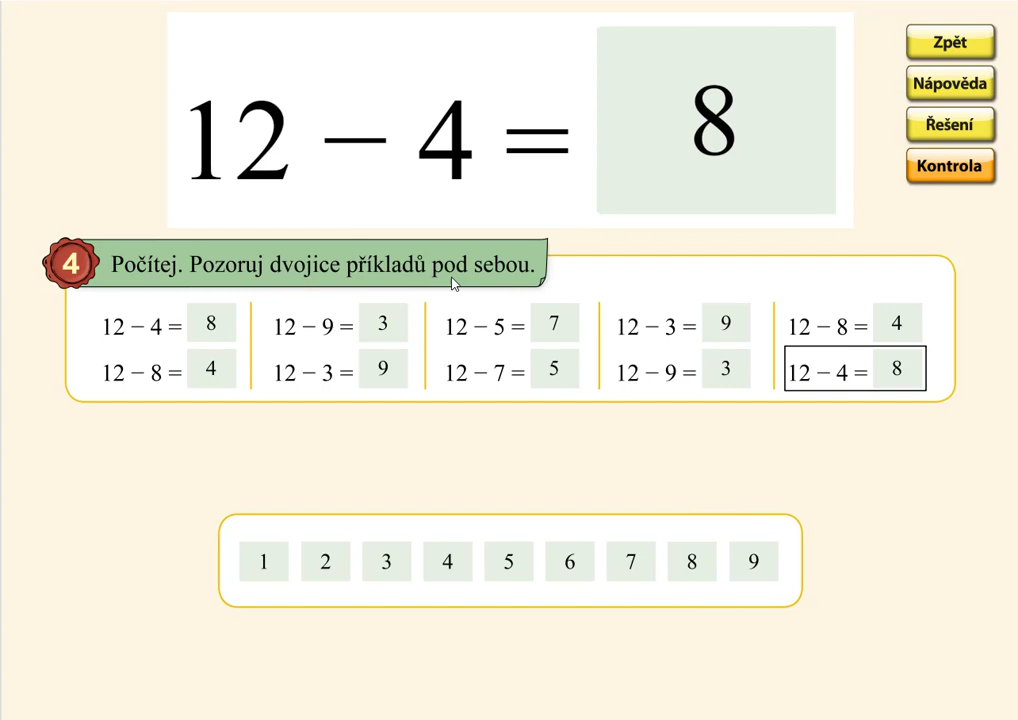 12 − 4 = 8
Zpět
Nápověda
Řešení
Kontrola
4 Počítej. Pozoruj dvojice příkladů pod sebou.
12 − 4 = 8 12 − 9 = 3 12 − 5 = 7 12 − 3 = 9 12 − 8 = 4
12 − 8 = 4 12 − 3 = 9 12 − 7 = 5 12 − 9 = 3 12 − 4 = 8
1 2 3 4 5 6 7 8 9